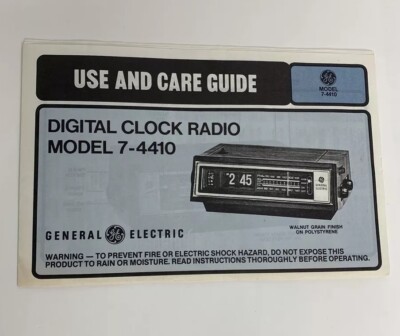 USE AND CARE GUIDE
MODEL
7-4410
DIGITAL CLOCK RADIO
MODEL 7-4410
2 45
GENERAL ELECTRIC
WALNUT GRAIN FINISH
ON POLYSTYRENE
WARNING — TO PREVENT FIRE OR ELECTRIC SHOCK HAZARD, DO NOT EXPOSE THIS
PRODUCT TO RAIN OR MOISTURE. READ INSTRUCTIONS THOROUGHLY BEFORE OPERATING.